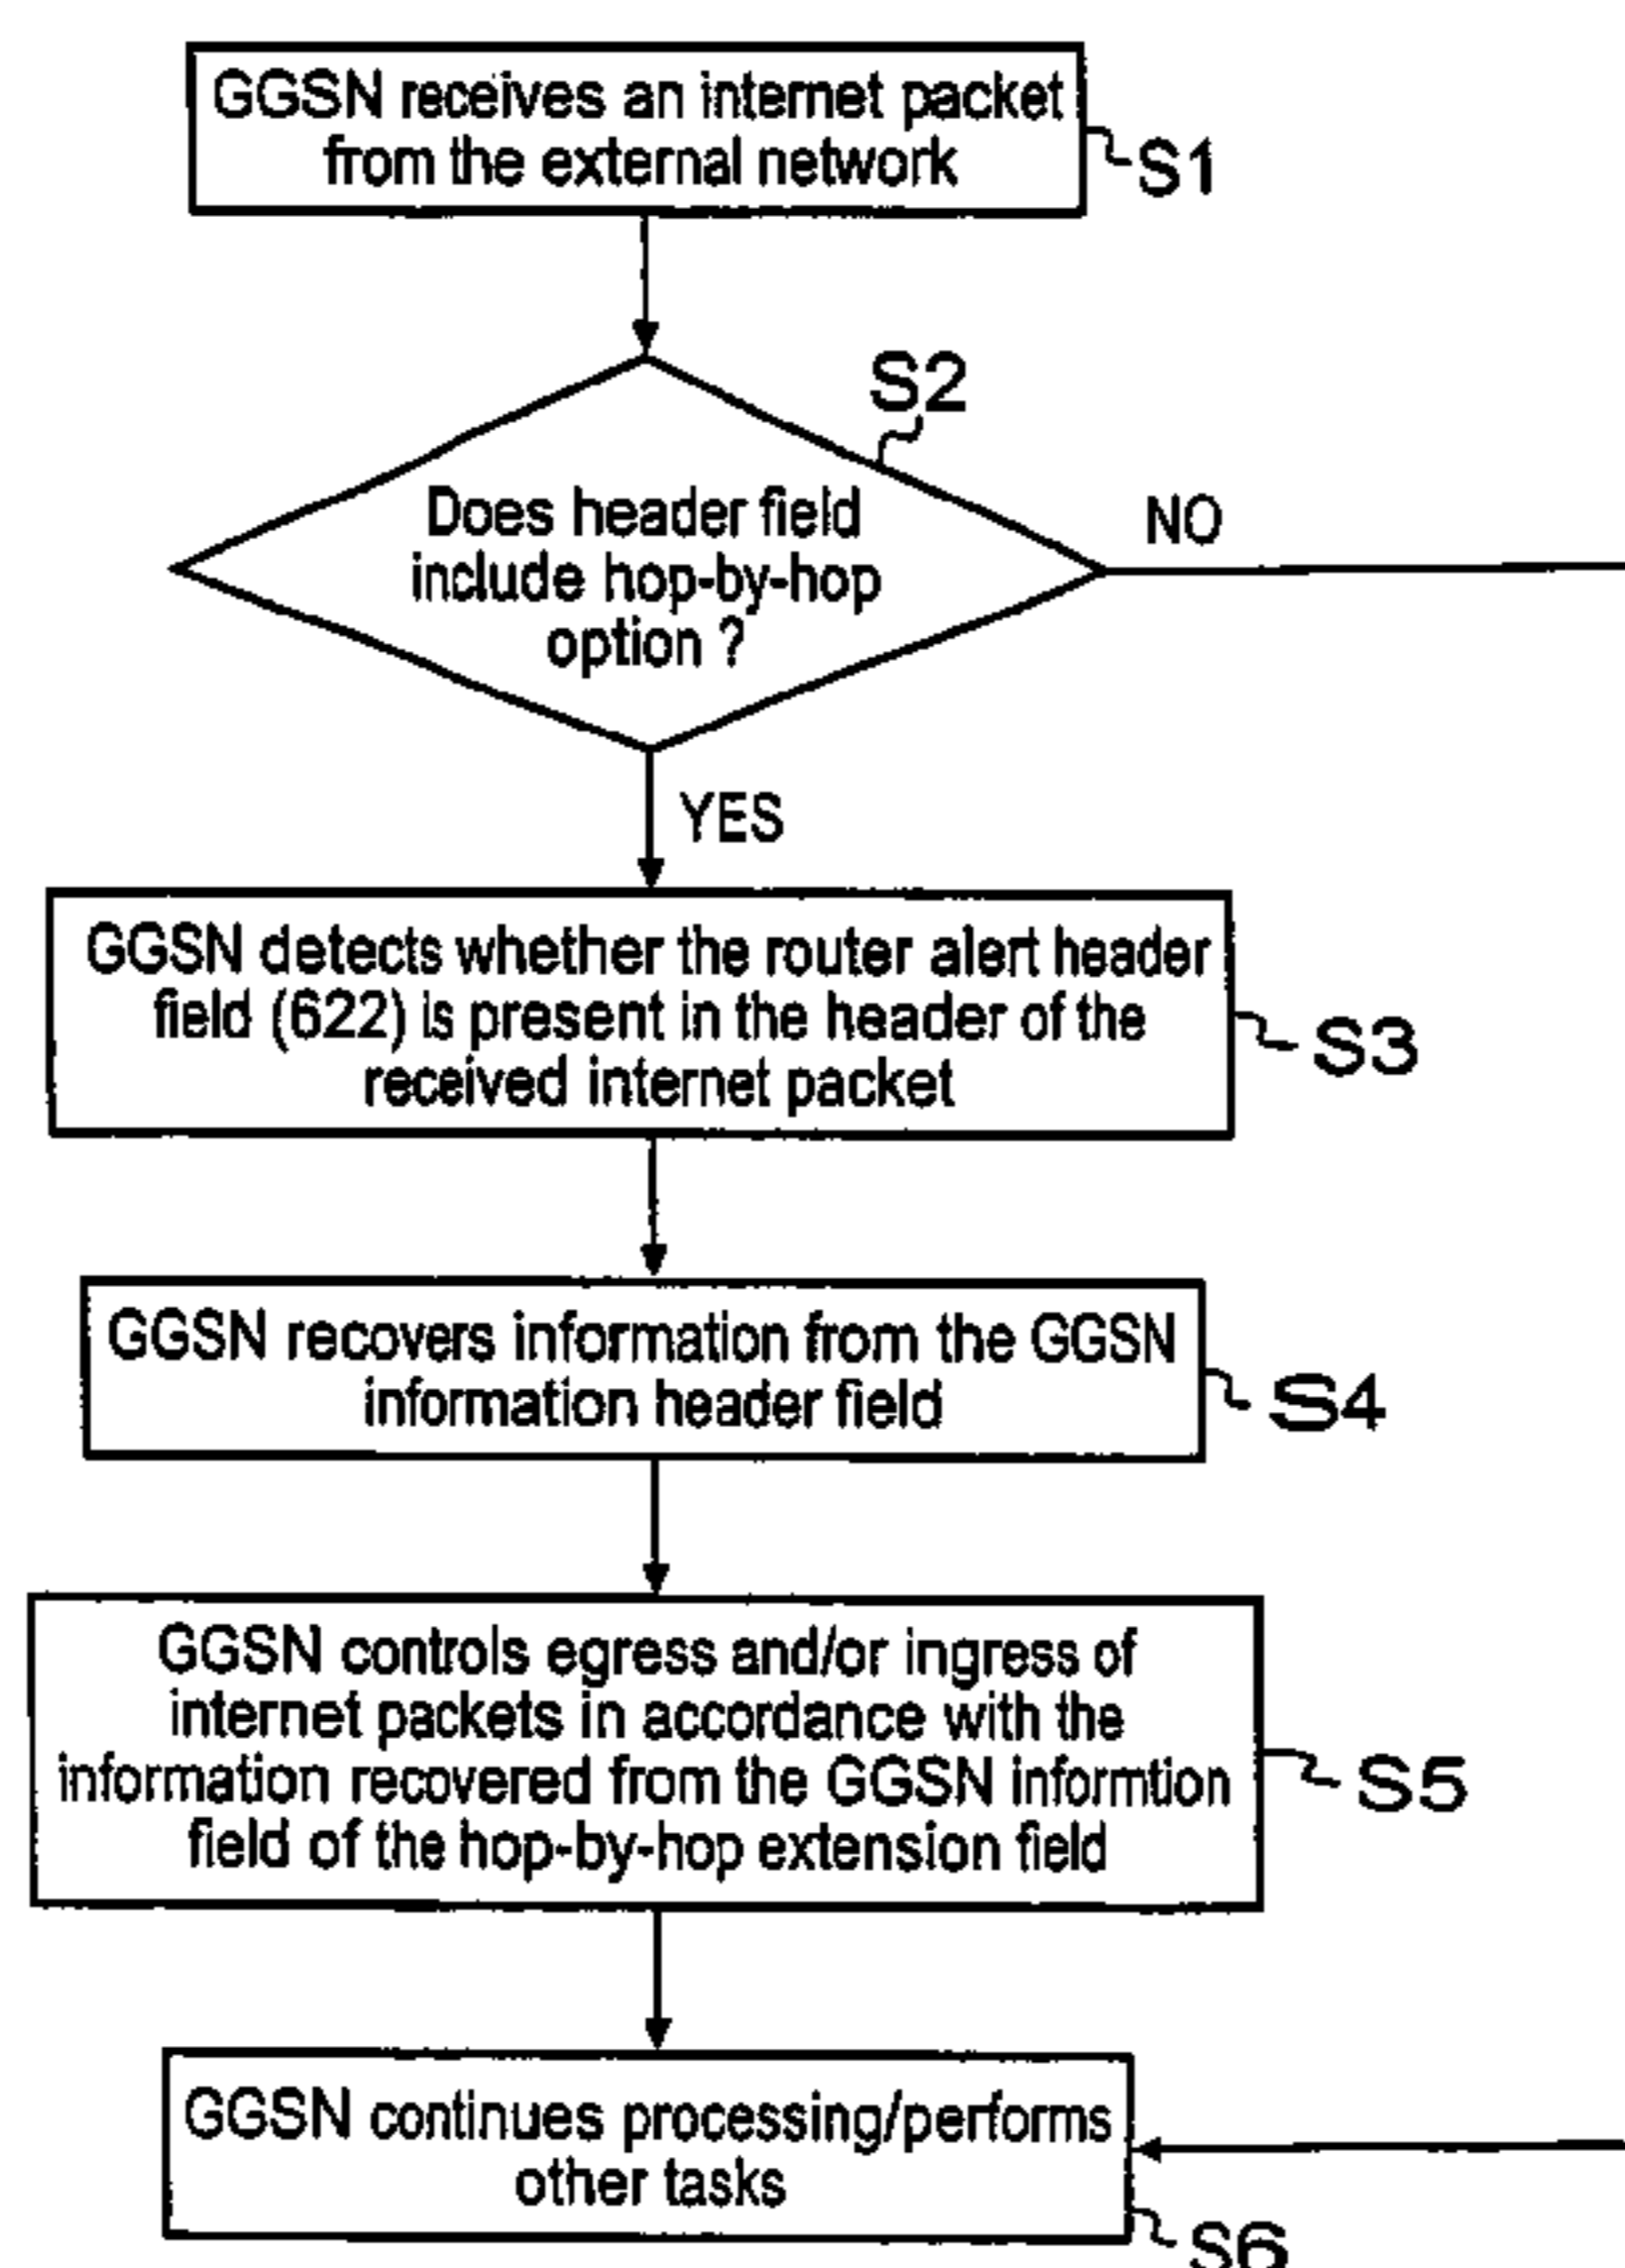 GGSN receives an internet packet
from the external network
S1
S2
Does header field
include hop-by-hop
option ?
NO
YES
GGSN detects whether the router alert header
field (622) is present in the header of the
received internet packet
S3
GGSN recovers information from the GGSN
information header field
S4
GGSN controls egress and/or ingress of
internet packets in accordance with the
information recovered from the GGSN informtion
field of the hop-by-hop extension field
S5
GGSN continues processing/performs
other tasks
S6